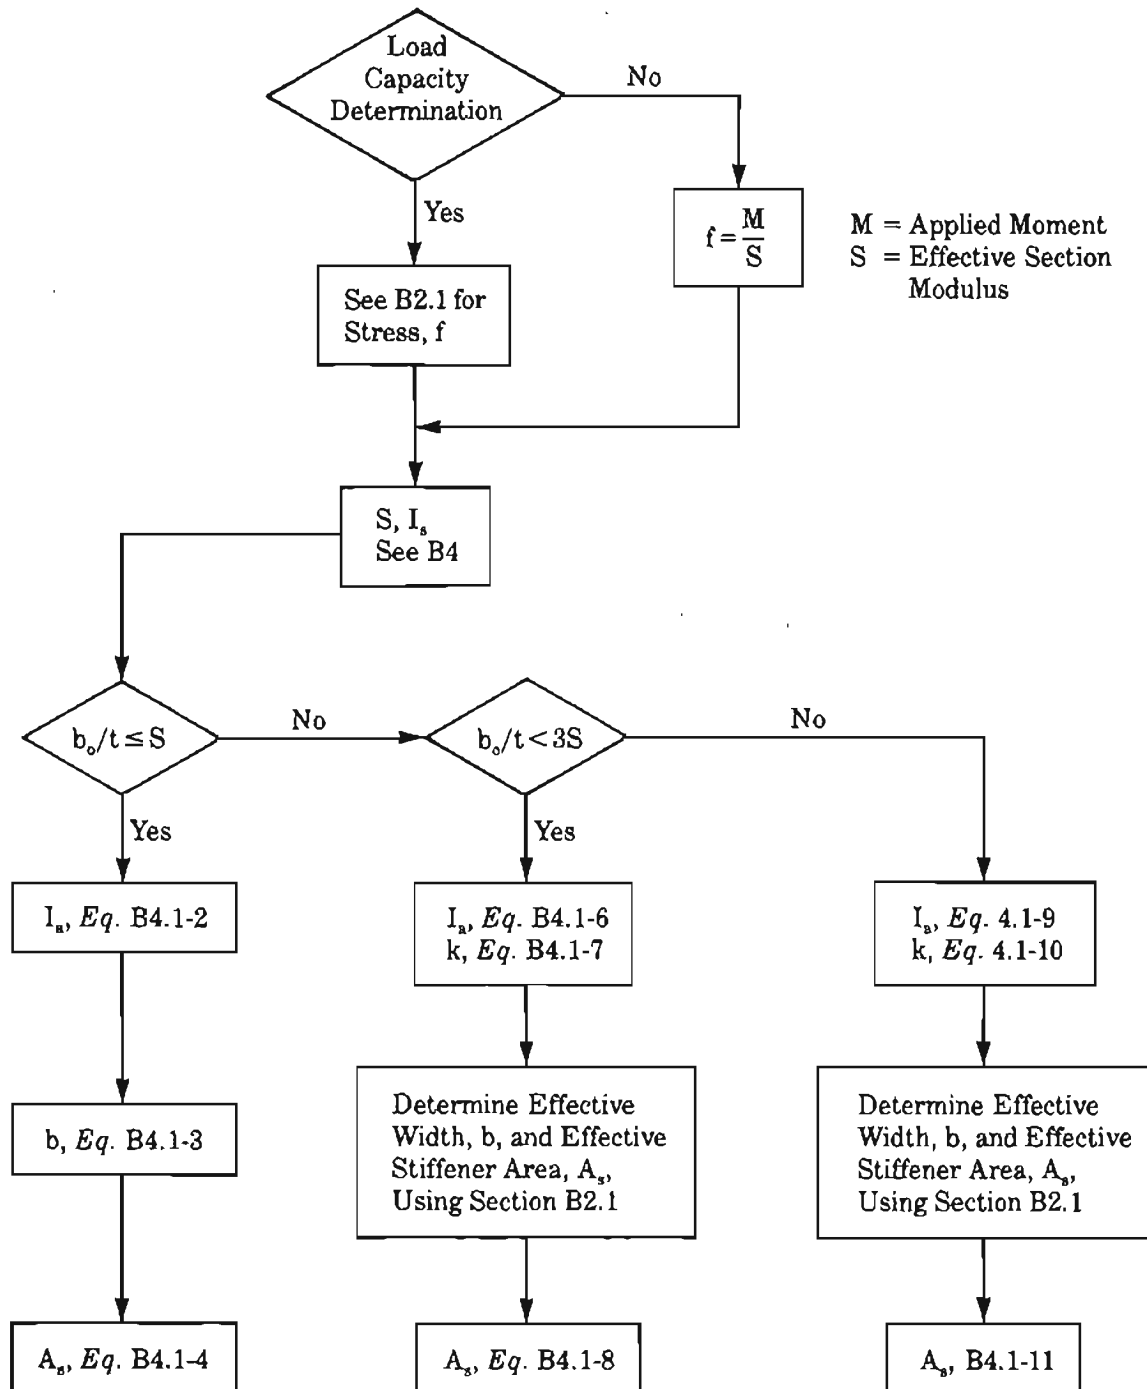 Load
Capacity
Determination
No
Yes
f = M/S
M = Applied Moment
S = Effective Section
Modulus
See B2.1 for
Stress, f
S, Iₛ
See B4
b₀/t ≤ S
No
b₀/t < 3S
No
Yes
Yes
Iₐ, Eq. B4.1-2
Iₐ, Eq. B4.1-6
k, Eq. B4.1-7
Iₐ, Eq. 4.1-9
k, Eq. 4.1-10
b, Eq. B4.1-3
Determine Effective
Width, b, and Effective
Stiffener Area, Aₛ,
Using Section B2.1
Determine Effective
Width, b, and Effective
Stiffener Area, Aₛ,
Using Section B2.1
Aₛ, Eq. B4.1-4
Aₛ, Eq. B4.1-8
Aₛ, B4.1-11